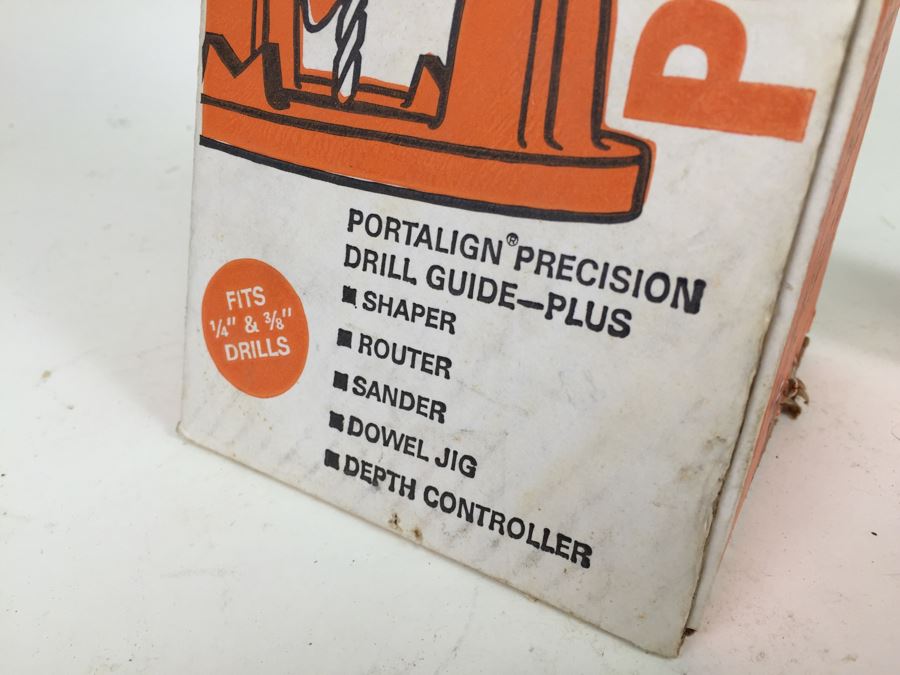 P
PORTALIGN® PRECISION
DRILL GUIDE—PLUS
■ SHAPER
■ ROUTER
■ SANDER
■ DOWEL JIG
■ DEPTH CONTROLLER
FITS
1/4" & 3/8"
DRILLS